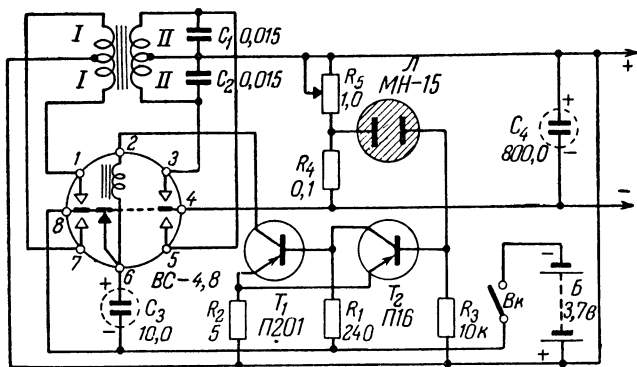 I II
I II
C₁ 0,015
C₂ 0,015
Л
МН-15
R₅
1,0
R₄
0,1
+
+
C₄
800,0
-
-
1
2
3
4
5
6
7
8
ВС-4,8
+
C₃
10,0
-
R₂
5
T₁
П201
R₁
240
T₂
П16
R₃
10к
Вк
-
Б
3,7в
+